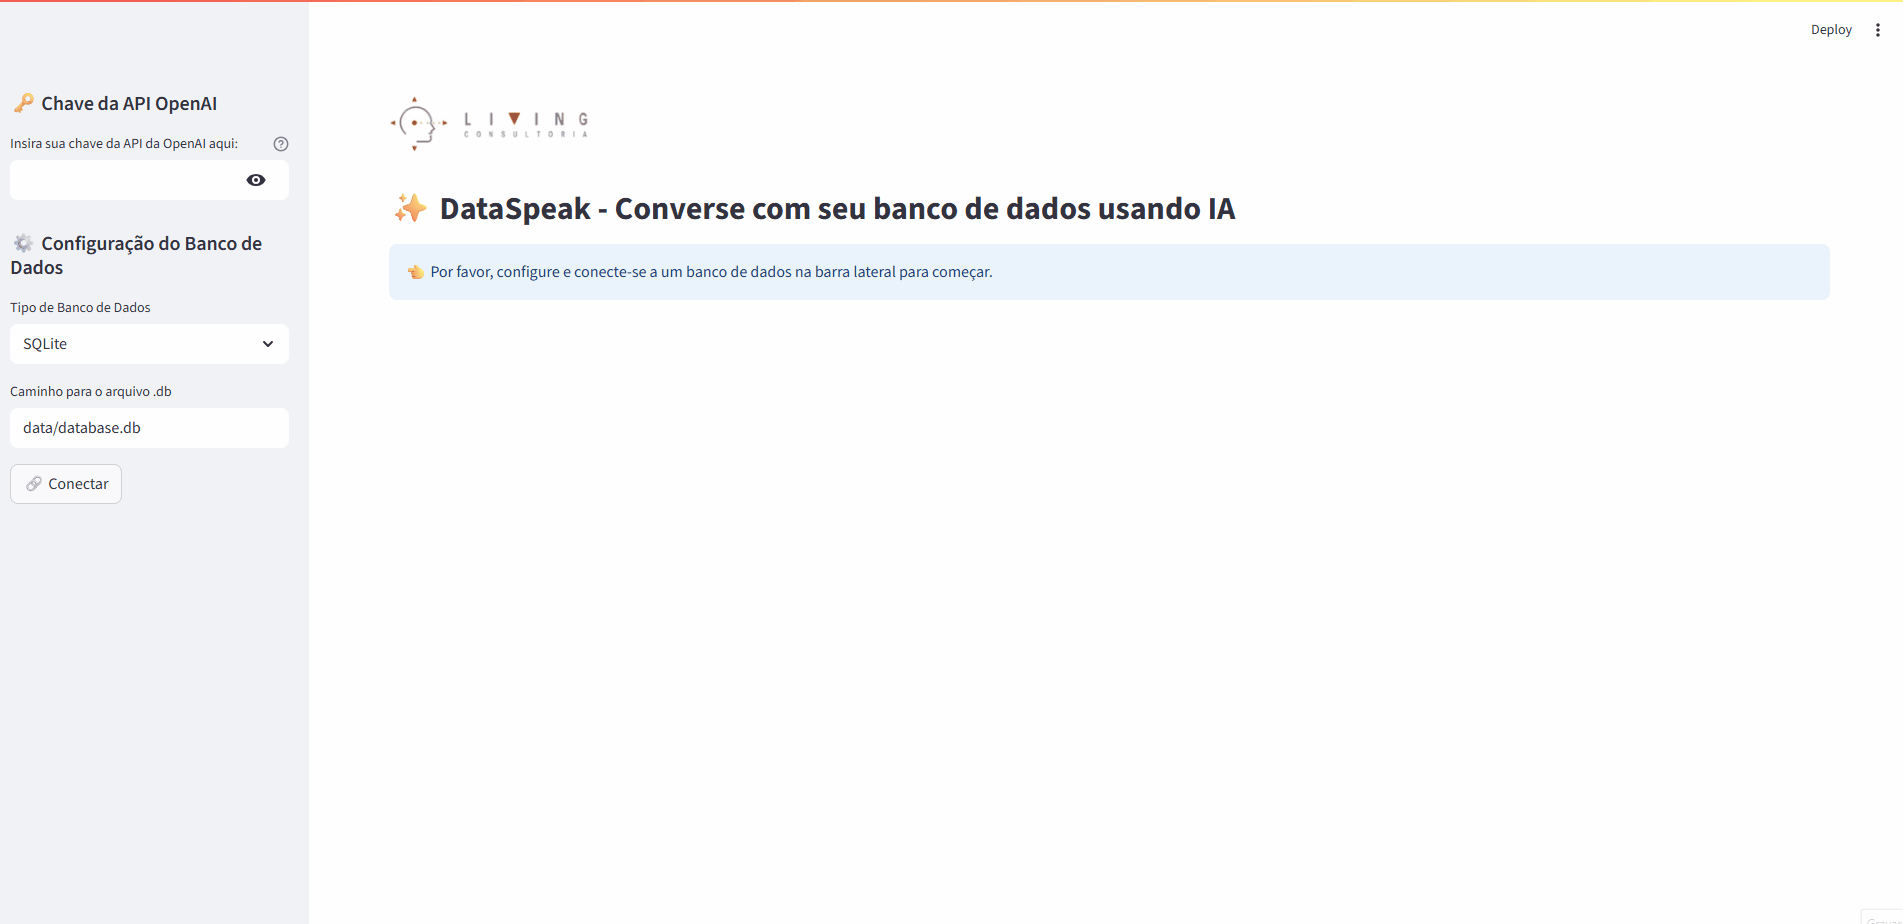 Deploy
🔑 Chave da API OpenAI
Insira sua chave da API da OpenAI aqui:
⚙️ Configuração do Banco de
Dados
Tipo de Banco de Dados
SQLite
Caminho para o arquivo .db
data/database.db
🔗 Conectar
LIVING
CONSULTORIA
✨ DataSpeak - Converse com seu banco de dados usando IA
👈 Por favor, configure e conecte-se a um banco de dados na barra lateral para começar.